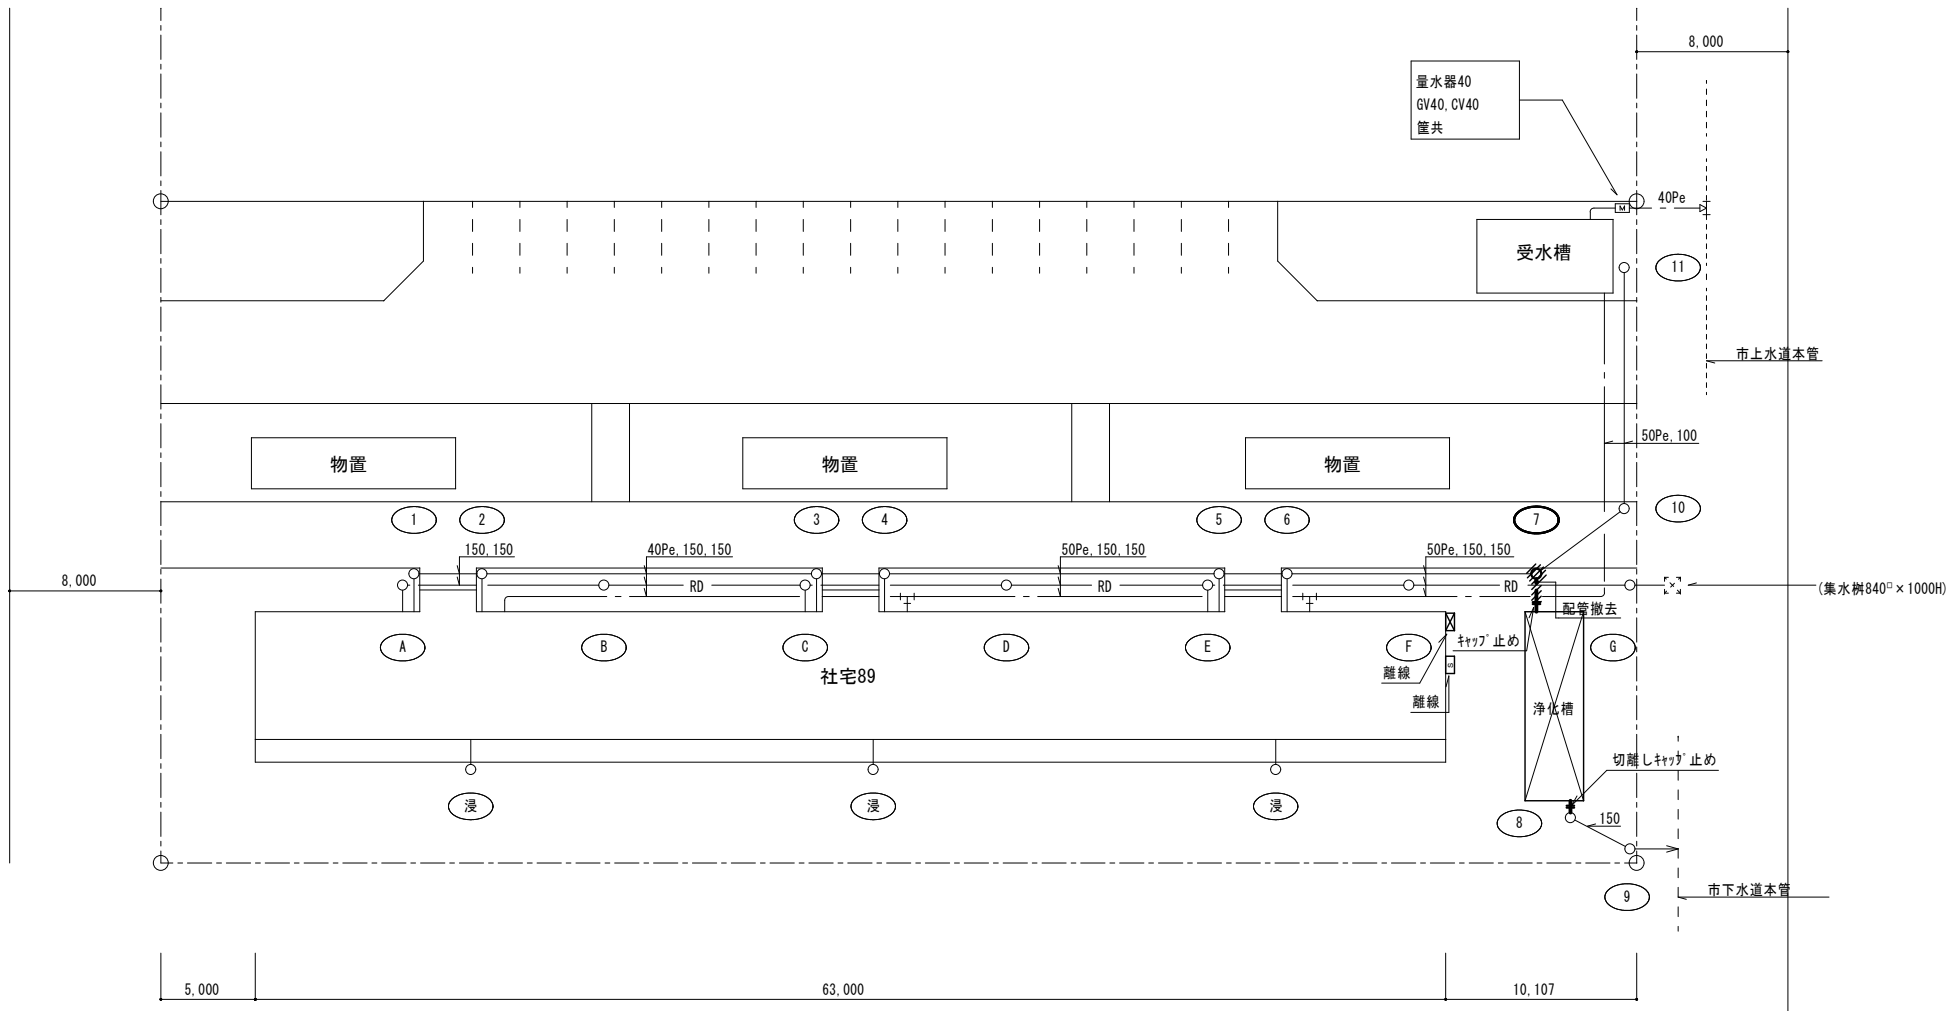 8,000
量水器40
GV40,CV40
筐共
40Pe
受水槽
11
市上水道本管
50Pe,100
物置
物置
物置
1
2
3
4
5
6
7
10
150,150
40Pe,150,150
50Pe,150,150
50Pe,150,150
8,000
RD
RD
RD
(集水桝840□×1000H)
配管撤去
キャップ止め
A
B
C
D
E
F
G
社宅89
離線
S
離線
浄化槽
切離しキャップ止め
浸
浸
浸
8
150
市下水道本管
9
5,000
63,000
10,107
M